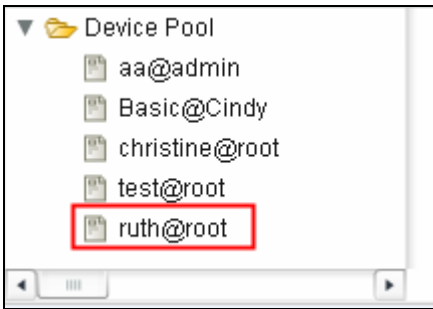 Device Pool
aa@admin
Basic@Cindy
christine@root
test@root
ruth@root